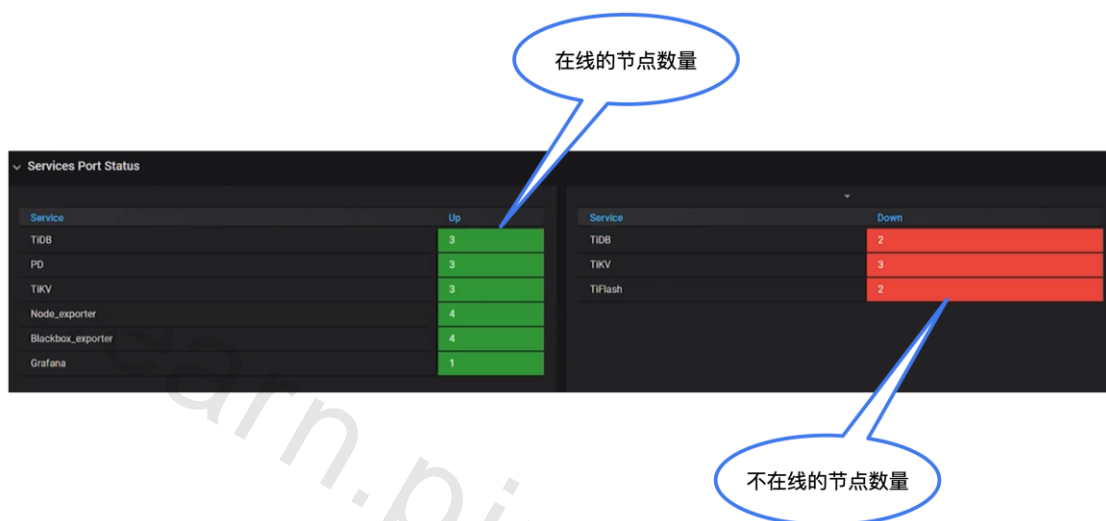 在线的节点数量
Services Port Status
Service Up
TiDB 3
PD 3
TiKV 3
Node_exporter 4
Blackbox_exporter 4
Grafana 1
Service Down
TiDB 2
TiKV 3
TiFlash 2
不在线的节点数量
earn.pi